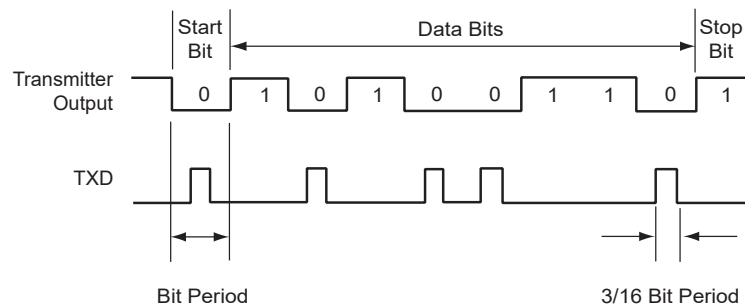 Start Bit
Data Bits
Stop Bit
Transmitter Output
0 1 0 1 0 0 1 1 0 1
TXD
Bit Period
3/16 Bit Period